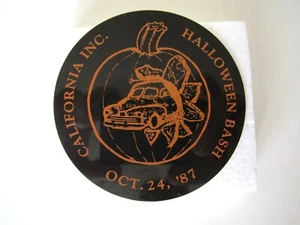 CALIFORNIA INC.
HALLOWEEN BASH
OCT. 24, '87